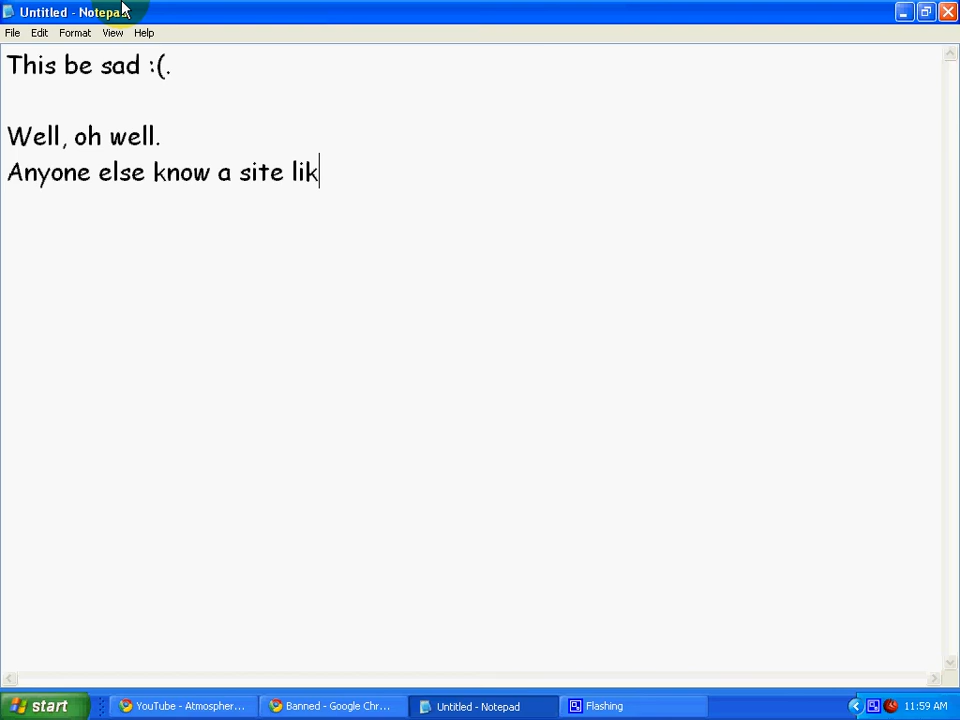 Untitled - Notepad
File Edit Format View Help
This be sad :(.
Well, oh well.
Anyone else know a site lik
start YouTube - Atmospher... Banned - Google Chr... Untitled - Notepad Flashing 11:59 AM